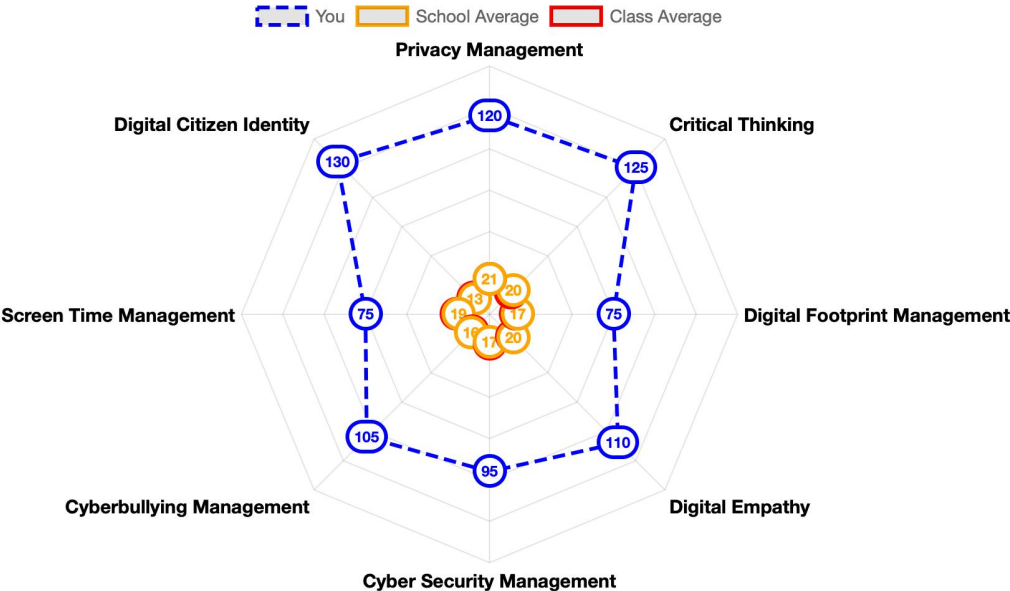 You School Average Class Average
Privacy Management
Digital Citizen Identity Critical Thinking
120
130 125
21
20
13
Screen Time Management 75 19 17 75 Digital Footprint Management
16 20
17
105 110
95
Cyberbullying Management Digital Empathy
Cyber Security Management